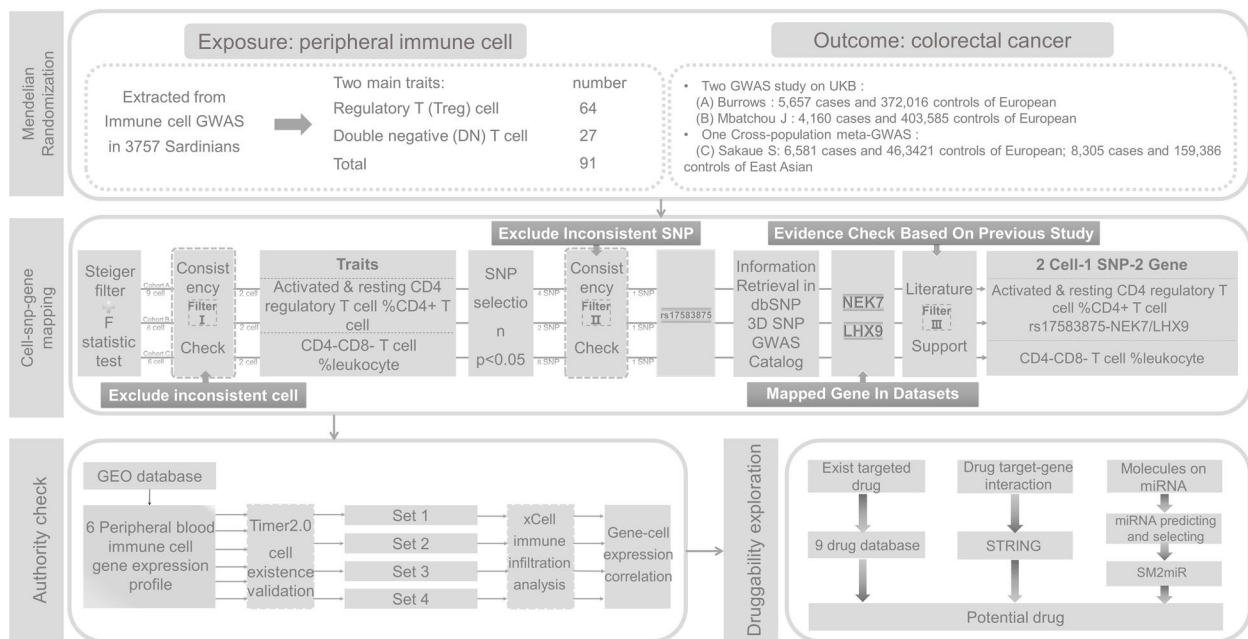 Mendelian
Randomization
Exposure: peripheral immune cell
Extracted from
Immune cell GWAS
in 3757 Sardinians
Two main traits:
number
Regulatory T (Treg) cell
64
Double negative (DN) T cell
27
Total
91
Outcome: colorectal cancer
• Two GWAS study on UKB :
(A) Burrows : 5,657 cases and 372,016 controls of European
(B) Mbatchou J : 4,160 cases and 403,585 controls of European
• One Cross-population meta-GWAS :
(C) Sakaue S: 6,581 cases and 46,3421 controls of European; 8,305 cases and 159,386
controls of East Asian
Cell-snp-gene
mapping
Steiger
filter
+
F
statistic
test
Cohort A
9 cell
Cohort B
6 cell
Cohort C
6 cell
Consist
ency
Filter
I
Check
Exclude inconsistent cell
2 cell
2 cell
2 cell
Traits
Activated & resting CD4
regulatory T cell %CD4+ T
cell
CD4-CD8- T cell
%leukocyte
SNP
selectio
n
p<0.05
4 SNP
2 SNP
8 SNP
Exclude Inconsistent SNP
Consist
ency
Filter
II
Check
1 SNP
1 SNP
1 SNP
rs17583875
Information
Retrieval in
dbSNP
3D SNP
GWAS
Catalog
NEK7
LHX9
Mapped Gene In Datasets
Evidence Check Based On Previous Study
Literature
Filter
III
Support
2 Cell-1 SNP-2 Gene
Activated & resting CD4 regulatory T
cell %CD4+ T cell
rs17583875-NEK7/LHX9
CD4-CD8- T cell %leukocyte
Authority check
GEO database
6 Peripheral blood
immune cell
gene expression
profile
Timer2.0
cell
existence
validation
Set 1
Set 2
Set 3
Set 4
xCell
immune
infiltration
analysis
Gene-cell
expression
correlation
Druggability exploration
Exist targeted
drug
9 drug database
Drug target-gene
interaction
STRING
Molecules on
miRNA
miRNA predicting
and selecting
SM2miR
Potential drug